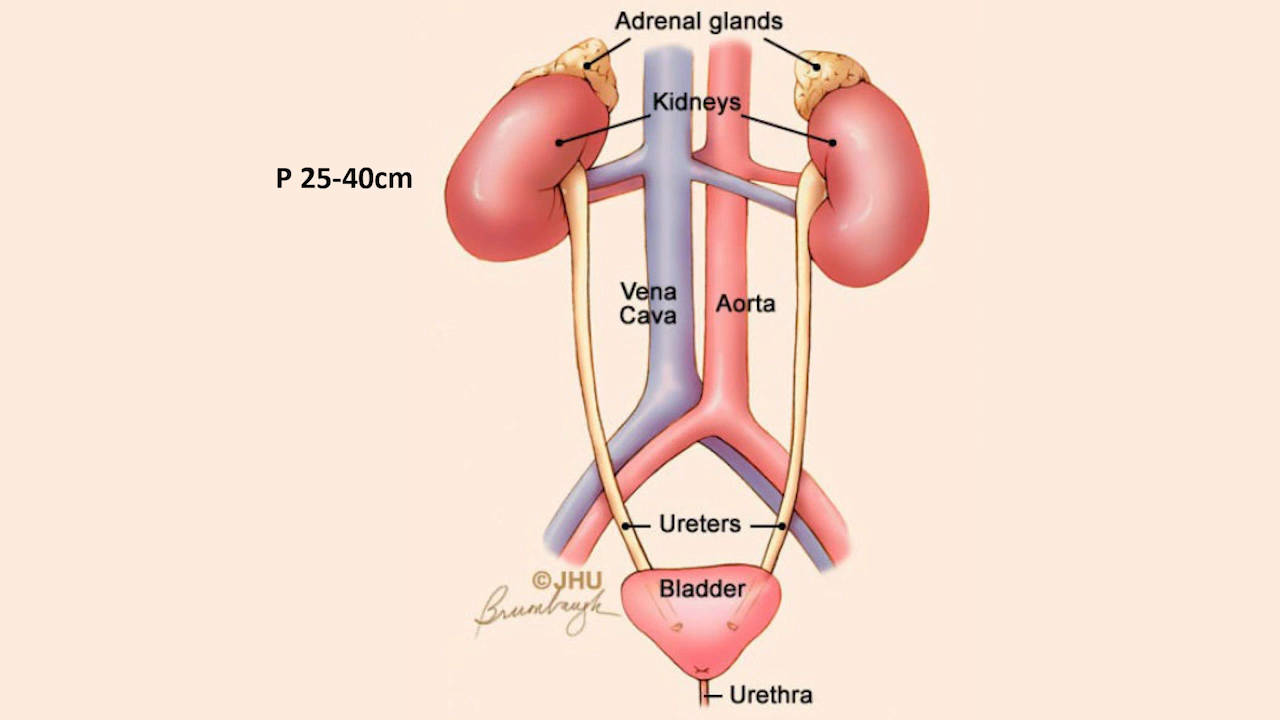 Adrenal glands
Kidneys
P 25-40cm
Vena
Cava
Aorta
Ureters
©JHU
Brumbaugh
Bladder
Urethra